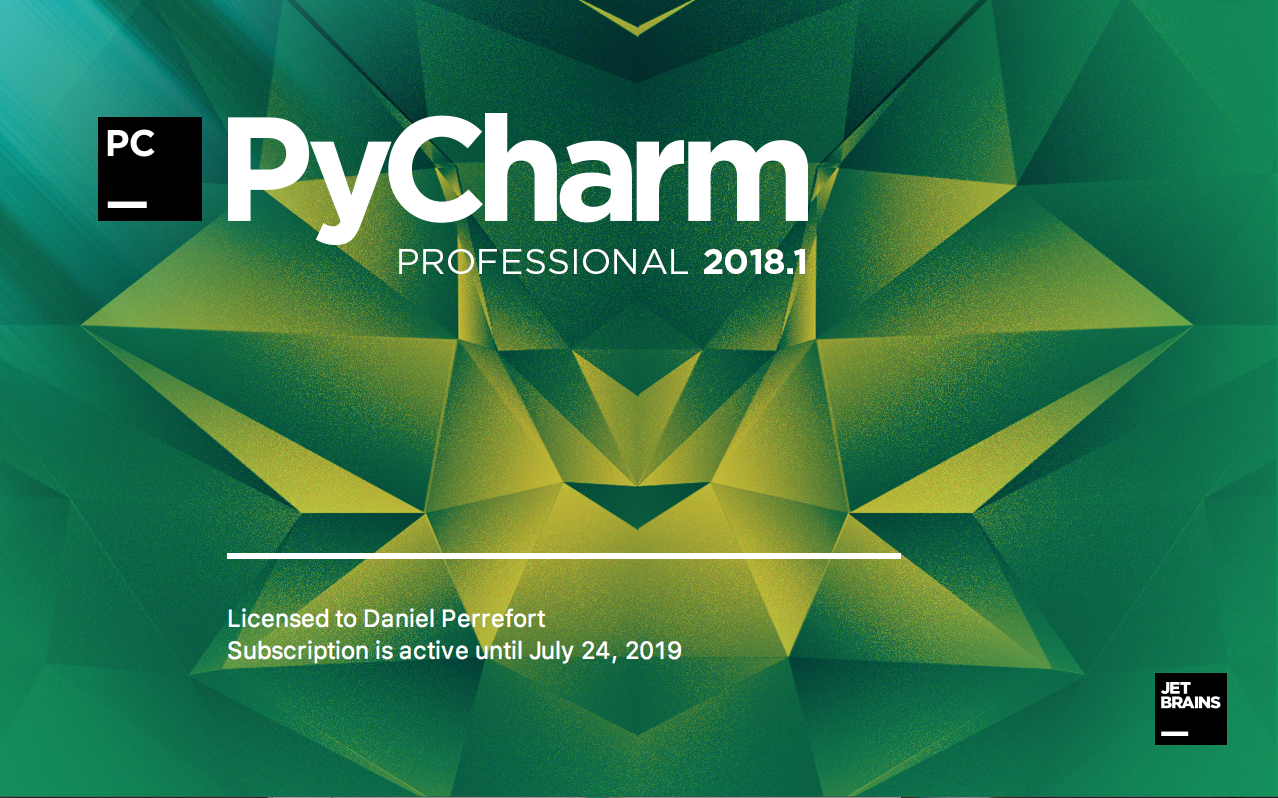 PC
PyCharm
PROFESSIONAL 2018.1
Licensed to Daniel Perrefort
Subscription is active until July 24, 2019
JET
BRAINS